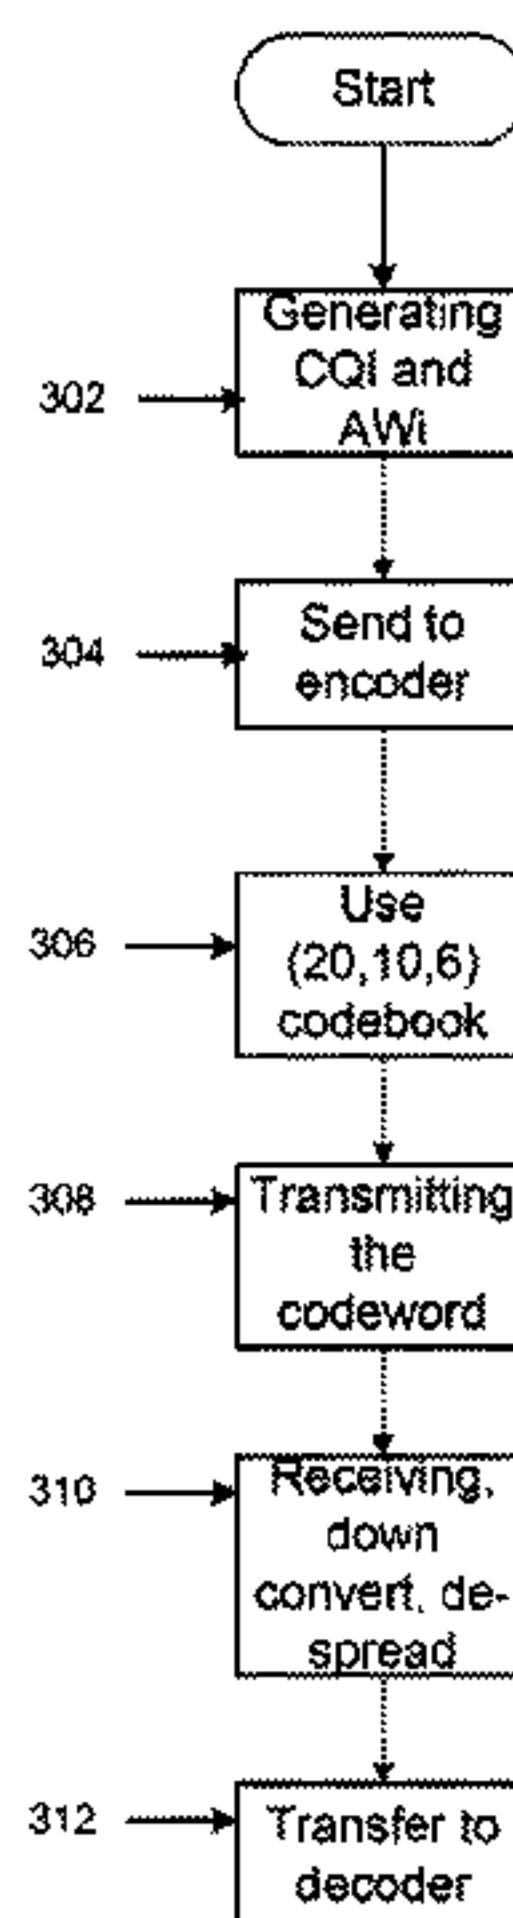 Start
302
Generating
CQI and
AWi
304
Send to
encoder
306
Use
(20,10,6)
codebook
308
Transmitting
the
codeword
310
Receiving,
down
convert, de-
spread
312
Transfer to
decoder